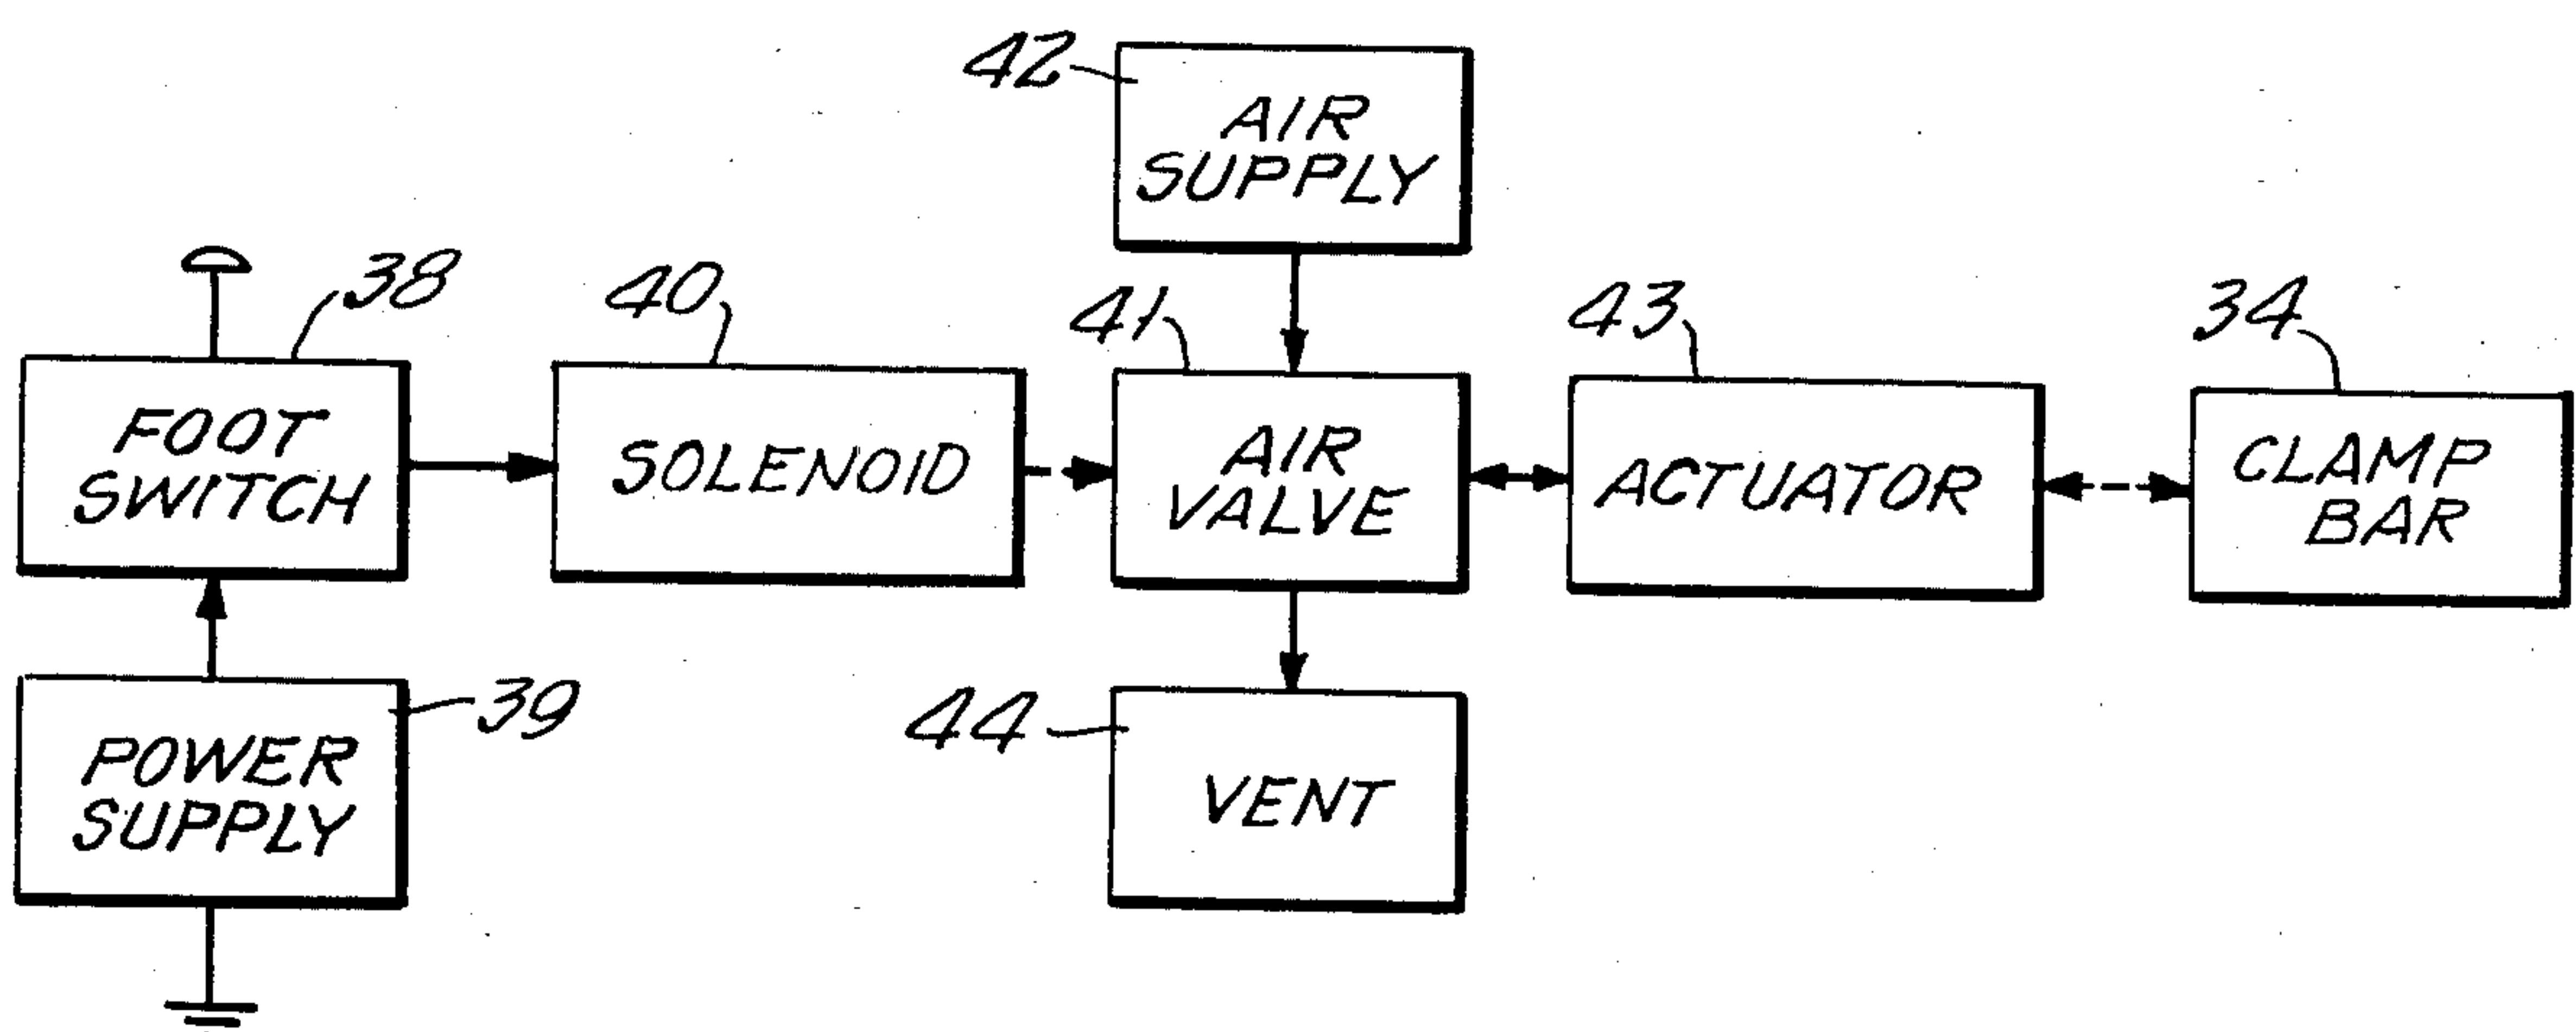 42
AIR
SUPPLY
38
40
41
43
34
FOOT
SWITCH
SOLENOID
AIR
VALVE
ACTUATOR
CLAMP
BAR
39
POWER
SUPPLY
44
VENT